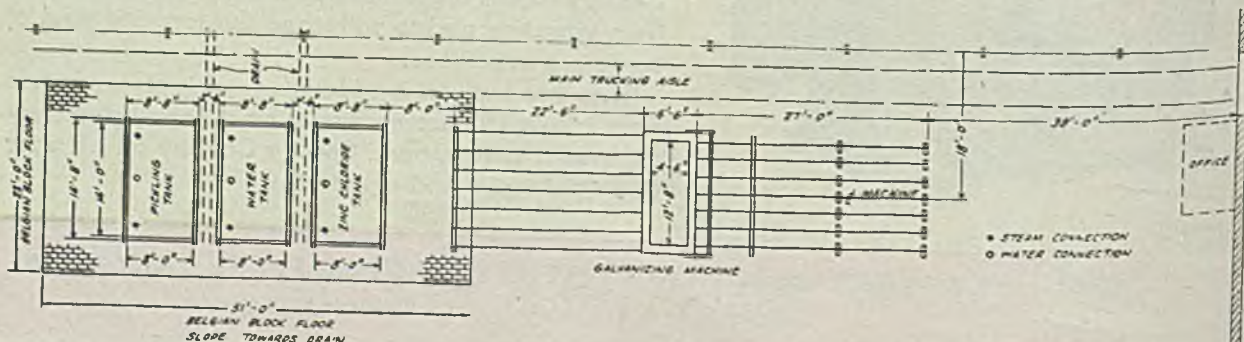 DRAIN
MAIN TRUCKING AISLE
8'-8" 8'-8" 8'-8" 8'-0" 22'-6" 6'-6" 27'-0" 38'-0"
18'-0
BELGIAN BLOCK FLOOR
14'-8"
14'-0"
PICKLING
TANK
WATER
TANK
ZINC CHLORIDE
TANK
12'-8"
MACHINE
OFFICE
8'-0" 8'-0" 8'-0"
GALVANIZING MACHINE
STEAM CONNECTION
WATER CONNECTION
51'-0"
BELGIAN BLOCK FLOOR
SLOPE TOWARDS DRAIN